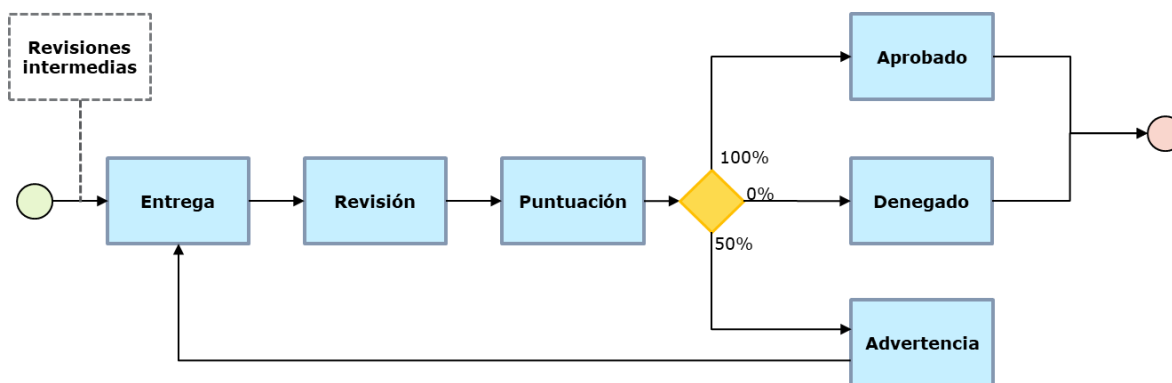 Revisiones
intermedias
Entrega
Revisión
Puntuación
100%
0%
50%
Aprobado
Denegado
Advertencia